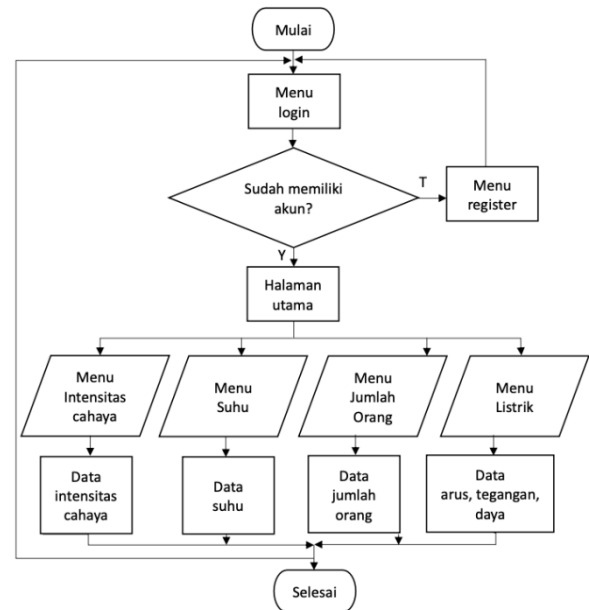 Mulai
Menu
login
Sudah memiliki
akun?
T
Menu
register
Y
Halaman
utama
Menu
Intensitas
cahaya
Menu
Suhu
Menu
Jumlah
Orang
Menu
Listrik
Data
intensitas
cahaya
Data
suhu
Data
jumlah
orang
Data
arus, tegangan,
daya
Selesai